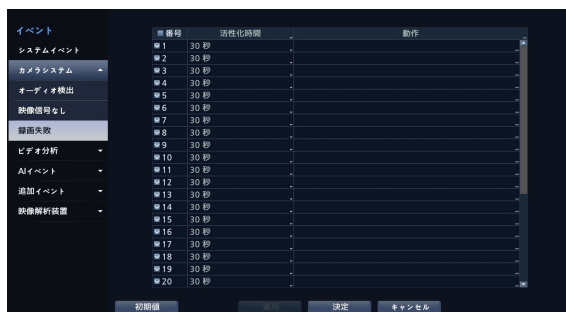 イベント
システムイベント
カメラシステム
オーディオ検出
映像信号なし
録画失敗
ビデオ分析
AIイベント
追加イベント
映像解析装置
番号 活性化時間 動作
1 30 秒
2 30 秒
3 30 秒
4 30 秒
5 30 秒
6 30 秒
7 30 秒
8 30 秒
9 30 秒
10 30 秒
11 30 秒
12 30 秒
13 30 秒
14 30 秒
15 30 秒
16 30 秒
17 30 秒
18 30 秒
19 30 秒
20 30 秒
初期値 適用 決定 キャンセル